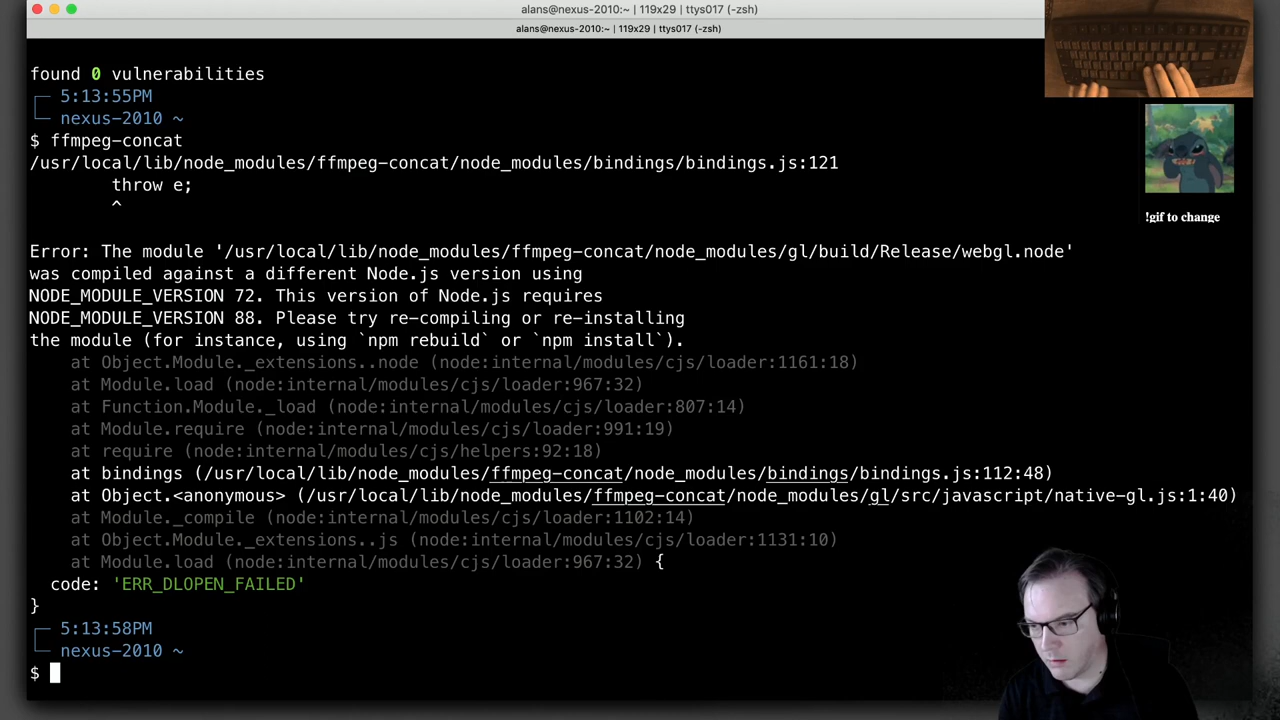 alans@nexus-2010:~ | 119x29 | ttys017 (-zsh)
alans@nexus-2010:~ | 119x29 | ttys017 (-zsh)
found 0 vulnerabilities
5:13:55PM
nexus-2010 ~
$ ffmpeg-concat
/usr/local/lib/node_modules/ffmpeg-concat/node_modules/bindings/bindings.js:121
throw e;
^
!gif to change
Error: The module '/usr/local/lib/node_modules/ffmpeg-concat/node_modules/gl/build/Release/webgl.node'
was compiled against a different Node.js version using
NODE_MODULE_VERSION 72. This version of Node.js requires
NODE_MODULE_VERSION 88. Please try re-compiling or re-installing
the module (for instance, using `npm rebuild` or `npm install`).
at Object.Module._extensions..node (node:internal/modules/cjs/loader:1161:18)
at Module.load (node:internal/modules/cjs/loader:967:32)
at Function.Module._load (node:internal/modules/cjs/loader:807:14)
at Module.require (node:internal/modules/cjs/loader:991:19)
at require (node:internal/modules/cjs/helpers:92:18)
at bindings (/usr/local/lib/node_modules/ffmpeg-concat/node_modules/bindings/bindings.js:112:48)
at Object.<anonymous> (/usr/local/lib/node_modules/ffmpeg-concat/node_modules/gl/src/javascript/native-gl.js:1:40)
at Module._compile (node:internal/modules/cjs/loader:1102:14)
at Object.Module._extensions..js (node:internal/modules/cjs/loader:1131:10)
at Module.load (node:internal/modules/cjs/loader:967:32) {
code: 'ERR_DLOPEN_FAILED'
}
5:13:58PM
nexus-2010 ~
$